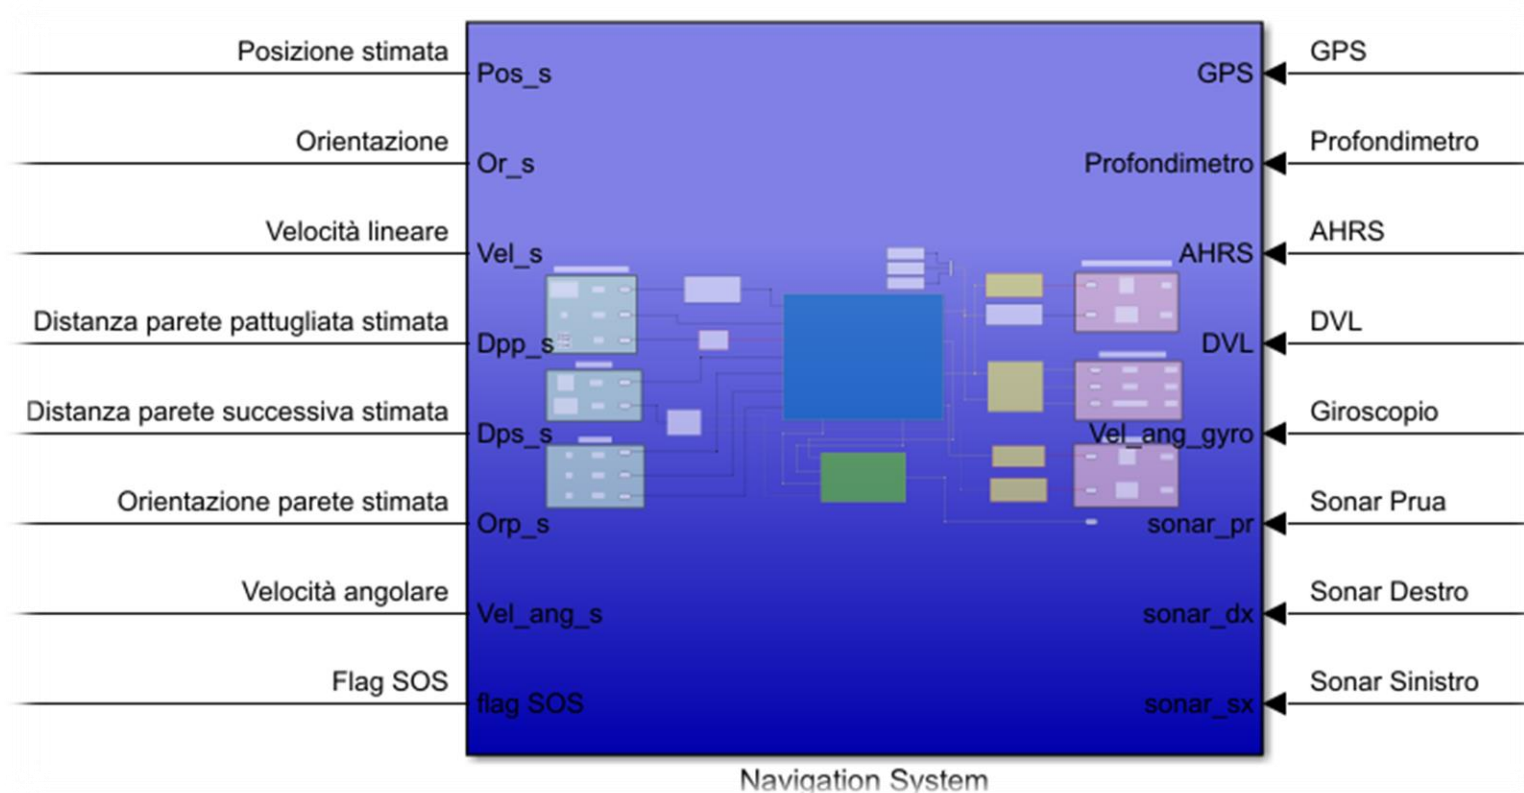 Posizione stimata
Pos_s
GPS
GPS
Orientazione
Or_s
Profondimetro
Profondimetro
Velocità lineare
Vel_s
AHRS
AHRS
Distanza parete pattugliata stimata
Dpp_s
DVL
DVL
Distanza parete successiva stimata
Dps_s
Vel_ang_gyro
Giroscopio
Orientazione parete stimata
Orp_s
sonar_pr
Sonar Prua
Velocità angolare
Vel_ang_s
sonar_dx
Sonar Destro
Flag SOS
flag SOS
sonar_sx
Sonar Sinistro
Navigation System